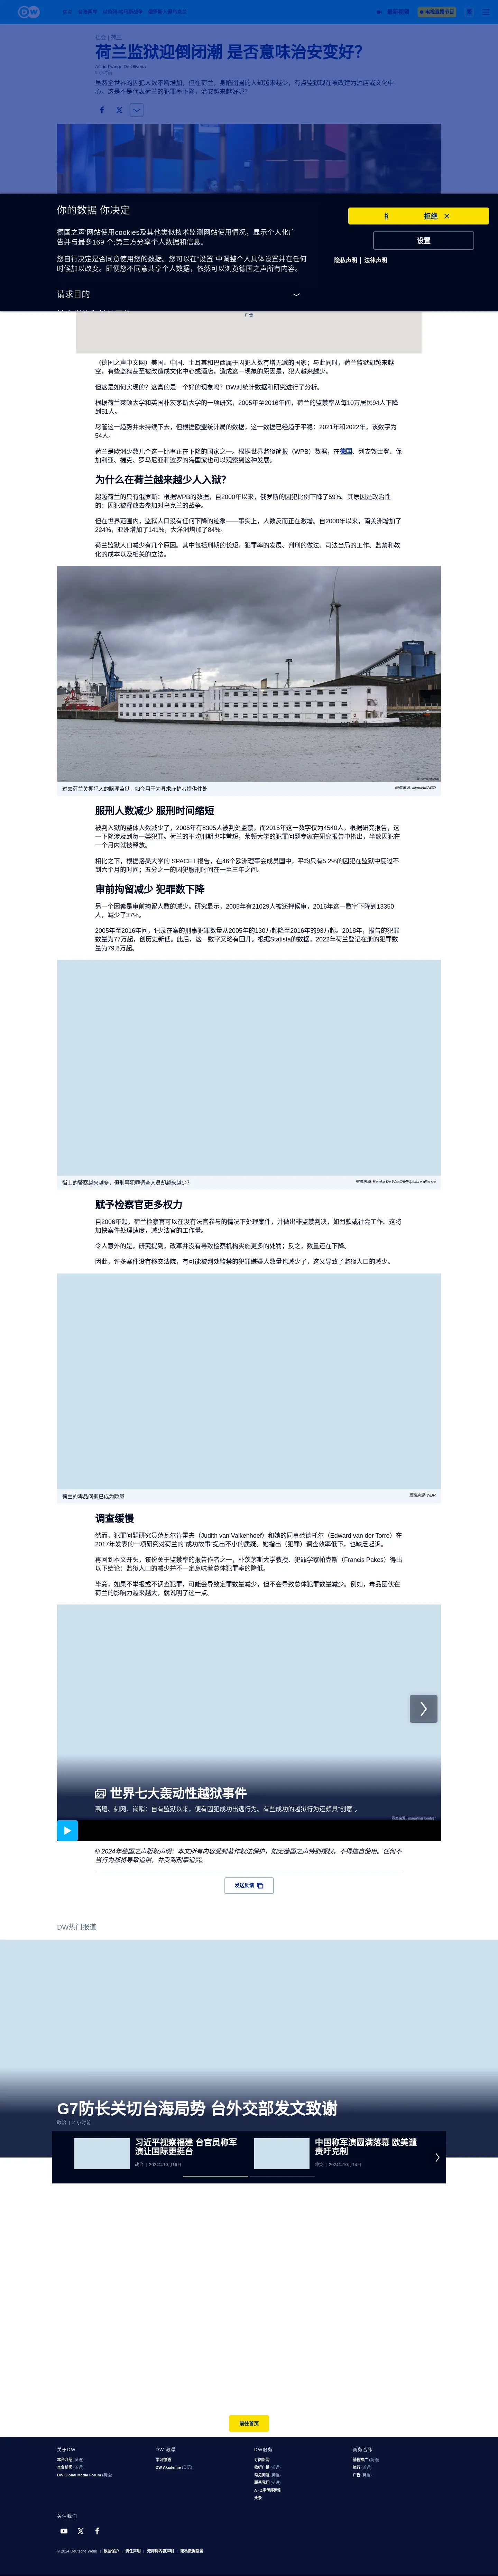 社会 | 荷兰
荷兰监狱迎倒闭潮 是否意味治安变好?
Astrid Prange De Oliveira
虽然全世界的囚犯人数不断增加，但在荷兰，身陷囹圄的人却越来越少。有点监狱现在被改建为酒店或文化中
心。这是不是代表荷兰的犯罪率下降，治安越来越好呢?
你的数据 你决定
德国之声'网站使用cookies及其他类似技术监测网站使用情况，显示个人化广
告并与最多169 个;第三方分享个人数据和信息。
您自行决定是否同意使用您的数据。您可以在"设置"中调整个人具体设置并在任何
时候加以改变。即便您不同意共享个人数据，依然可以浏览德国之声所有内容。
请求目的
拒绝
设置
隐私声明 | 法律声明
广告
（德国之声中文网）美国、中国、土耳其和巴西属于囚犯人数有增无减的国家；与此同时，荷兰监狱却越来越
空。有些监狱甚至被改造成文化中心或酒店。造成这一现象的原因是，犯人越来越少。
但这是如何实现的？这真的是一个好的现象吗？DW对统计数据和研究进行了分析。
根据荷兰莱顿大学和英国朴茨茅斯大学的一项研究，2005年至2016年间，荷兰的监禁率从每10万居民94人下降
到51人。
尽管这一趋势并未持续下去，但根据欧盟统计局的数据，这一数据已经趋于平稳：2021年和2022年，该数字为
54人。
荷兰是欧洲少数几个这一比率正在下降的国家之一。根据世界监狱简报（WPB）数据，在德国、列支敦士登、保
加利亚、捷克、罗马尼亚和波罗的海国家也可以观察到这种发展。
为什么在荷兰越来越少人入狱?
超越荷兰的只有俄罗斯：根据WPB的数据，自2000年以来，俄罗斯的囚犯比例下降了59%。其原因是政治性
的：囚犯被释放去参加对乌克兰的战争。
但在世界范围内，监狱人口没有任何下降的迹象——事实上，人数反而正在激增。自2000年以来，南美洲增加了
224%，亚洲增加了141%，大洋洲增加了84%。
荷兰监狱人口减少有几个原因。其中包括刑期的长短、犯罪率的发展、判刑的做法、司法当局的工作、监禁和教
化的成本以及相关的立法。
过去荷兰关押犯人的飘浮监狱，如今用于为寻求庇护者提供住处
图像来源: alimdi/IMAGO
服刑人数减少 服刑时间缩短
被判入狱的整体人数减少了，2005年有8305人被判处监禁，而2015年这一数字仅为4540人。根据研究报告，这
一下降涉及到每一类犯罪。荷兰的平均刑期也非常短，莱顿大学的犯罪问题专家在研究报告中指出，半数囚犯在
一个月内就被释放。
相比之下，根据洛桑大学的 SPACE I 报告，在46个欧洲理事会成员国中，平均只有5.2%的囚犯在监狱中度过不
到六个月的时间；五分之一的囚犯服刑时间在一至三年之间。
审前拘留减少 犯罪数下降
另一个因素是审前拘留人数的减少。研究显示，2005年有21029人被还押候审，2016年这一数字下降到13350
人，减少了37%。
2005年至2016年间，记录在案的刑事犯罪数量从2005年的130万起降至2016年的93万起。2018年，报告的犯罪
数量为77万起，创历史新低。此后，这一数字又略有回升。根据Statista的数据，2022年荷兰登记在册的犯罪数
量为79.8万起。
街上的警察越来越多，但刑事犯罪调查人员却越来越少？
图像来源: Remko De Waal/ANP/picture alliance
赋予检察官更多权力
自2006年起，荷兰检察官可以在没有法官参与的情况下处理案件，并做出非监禁判决，如罚款或社会工作。这将
加快案件处理速度，减少法官的工作量。
令人意外的是，研究提到，改革并没有导致检察机构实施更多的处罚；反之，数量还在下降。
因此，许多案件没有移交法院，有可能被判处监禁的犯罪嫌疑人数量也减少了，这又导致了监狱人口的减少。
荷兰的毒品问题已成为隐患
图像来源: WDR
调查缓慢
然而，犯罪问题研究员范瓦尔肯霍夫（Judith van Valkenhoef）和她的同事范德托尔（Edward van der Torre）在
2017年发表的一项研究对荷兰的"成功故事"提出不小的质疑。她指出（犯罪）调查效率低下，也缺乏起诉。
再回到本文开头，该份关于监禁率的报告作者之一，朴茨茅斯大学教授、犯罪学家帕克斯（Francis Pakes）得出
以下结论：监狱人口的减少并不一定意味着总体犯罪率的降低。
毕竟，如果不举报或不调查犯罪，可能会导致定罪数量减少，但不会导致总体犯罪数量减少。例如，毒品团伙在
荷兰的影响力越来越大，就说明了这一点。
世界七大轰动性越狱事件
高墙、刺网、岗哨：自有监狱以来，便有囚犯成功出逃行为。有些成功的越狱行为还颇具"创意"。
© 2024年德国之声版权声明：本文所有内容受到著作权法保护，如无德国之声特别授权，不得擅自使用。任何不
当行为都将导致追偿，并受到刑事追究。
发送反馈
DW热门报道
G7防长关切台海局势 台外交部发文致谢
政治 | 2 小时前
习近平视察福建 台官员称军
演让国际更挺台
政治 | 2024年10月16日
中国称军演圆满落幕 欧美谴
责吁克制
冲突 | 2024年10月16日
前往首页
关于DW
本台介绍 (英语)
本台新闻 (英语)
DW Global Media Forum (英语)
DW 教学
学习德语
DW Akademie (英语)
DW服务
订阅新闻
收听广播 (英语)
常见问题 (英语)
联系我们 (英语)
A - Z字母序索引
头条
商务合作
销售推广 (英语)
旅行 (英语)
广告 (英语)
关注我们
© 2024 Deutsche Welle | 数据保护 | 责任声明 | 无障碍内容声明 | 隐私数据设置